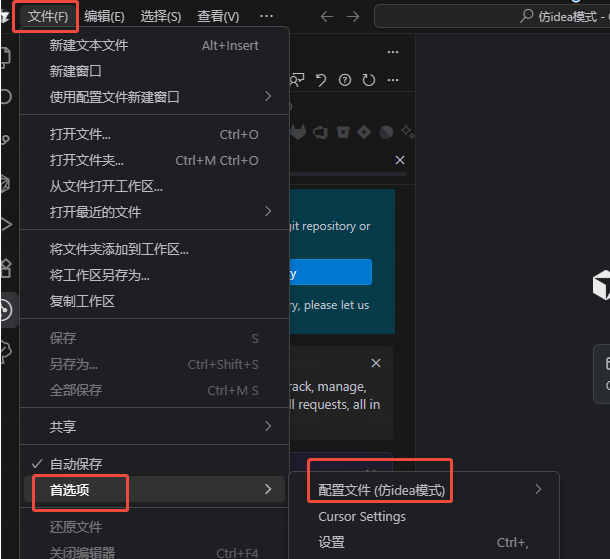 文件(F) 编辑(E) 选择(S) 查看(V) ··· 仿idea模式 -
新建文本文件 Alt+Insert
新建窗口
使用配置文件新建窗口
打开文件... Ctrl+O
打开文件夹... Ctrl+M Ctrl+O
从文件打开工作区...
打开最近的文件
git repository or
将文件夹添加到工作区...
将工作区另存为...
ry, please let us
复制工作区
保存 S
另存为... Ctrl+Shift+S
rack, manage,
全部保存 Ctrl+M S
ll requests, all in
共享
自动保存
首选项
配置文件 (仿idea模式)
Cursor Settings
还原文件
设置 Ctrl+,
关闭编辑器 Ctrl+F4